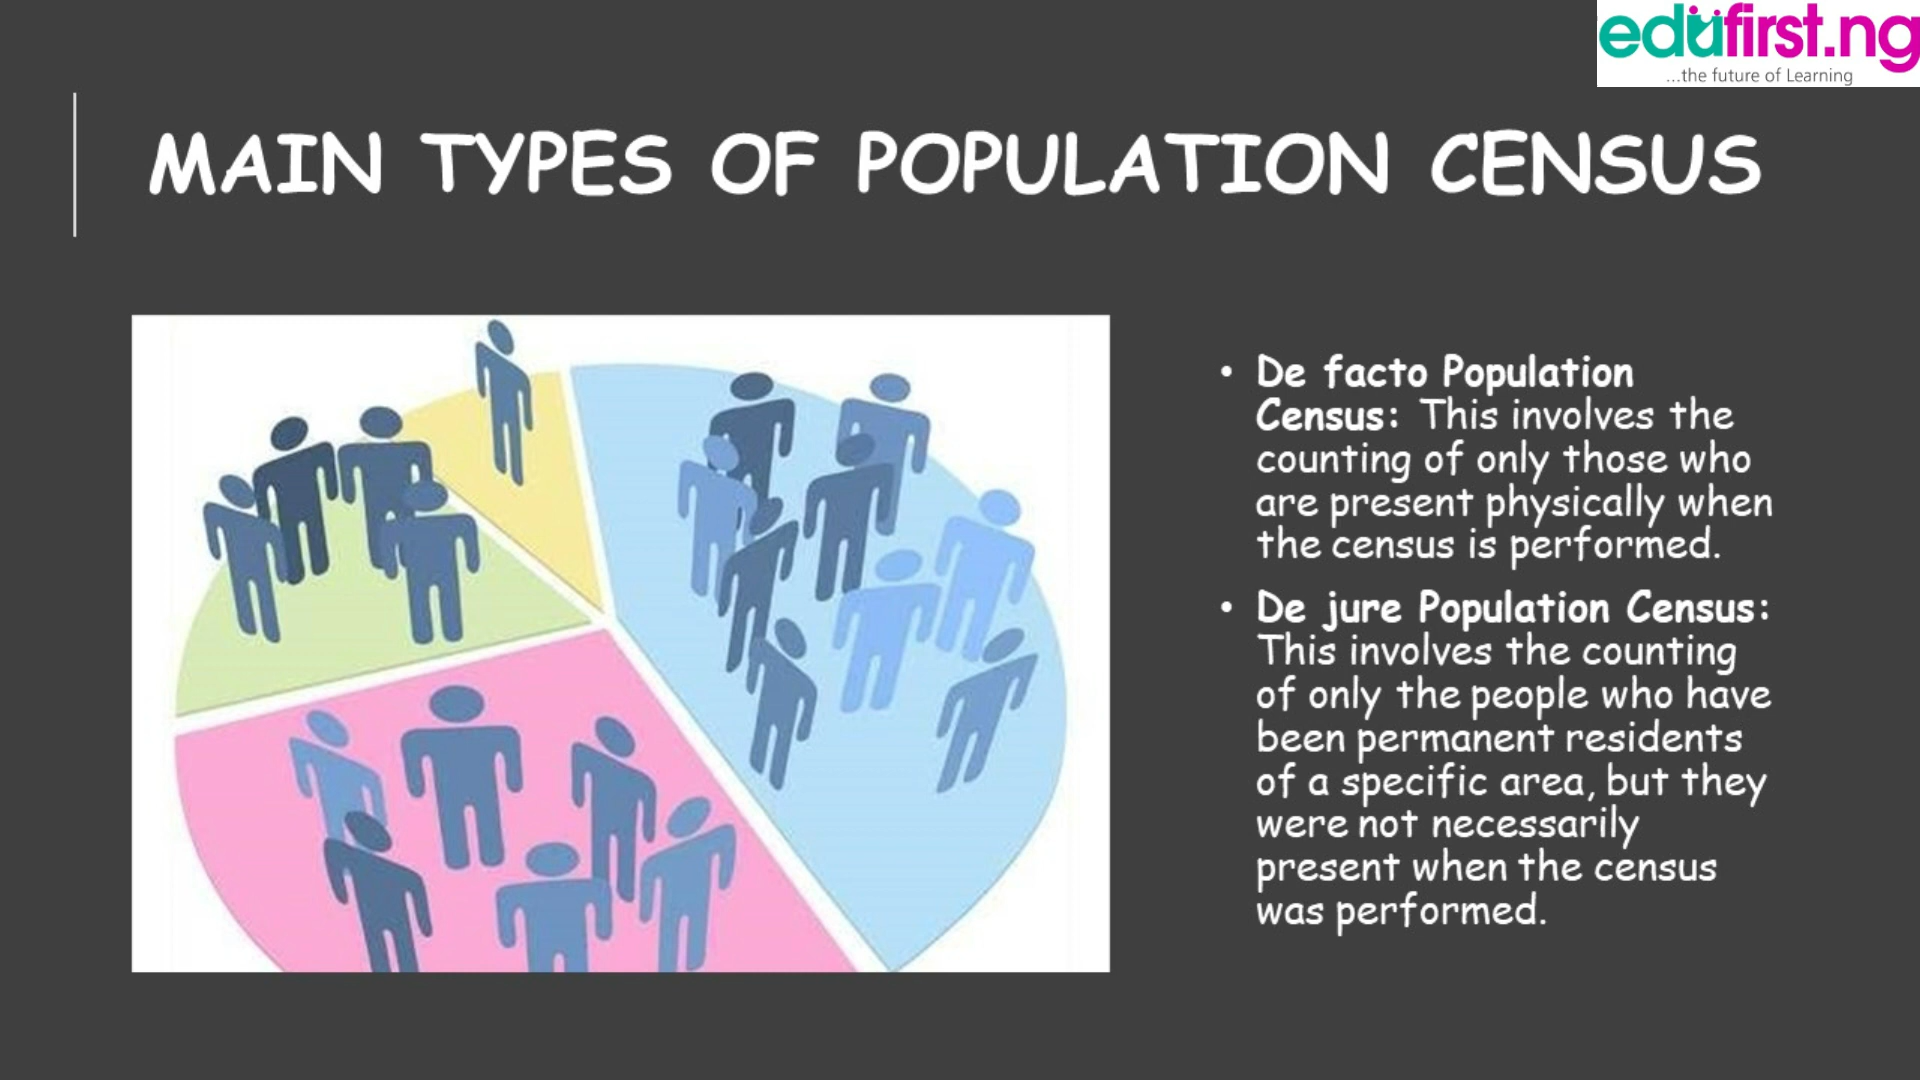 edufirst.ng
...the future of Learning
MAIN TYPES OF POPULATION CENSUS
• De facto Population
Census: This involves the
counting of only those who
are present physically when
the census is performed.
• De jure Population Census:
This involves the counting
of only the people who have
been permanent residents
of a specific area, but they
were not necessarily
present when the census
was performed.